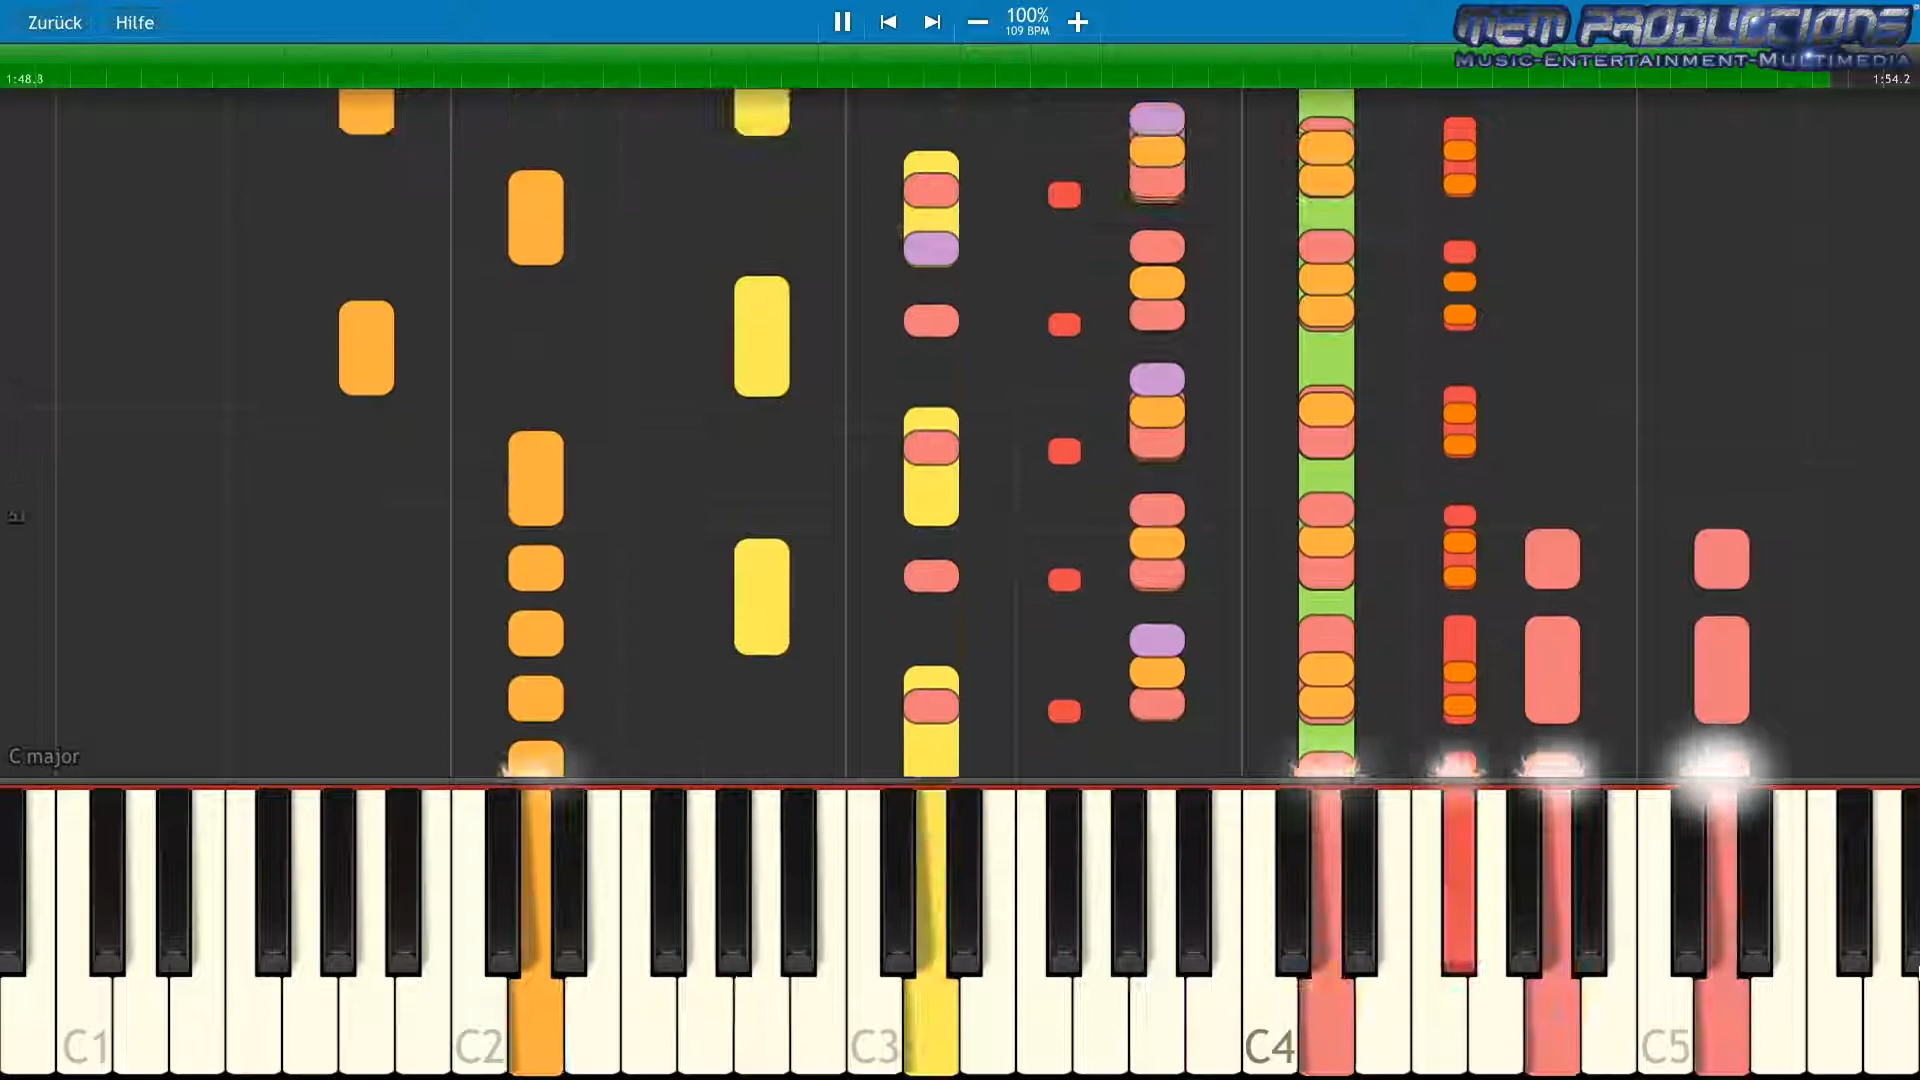 Zurück Hilfe
100%
109 BPM
MEM PRODUCTIONS
MUSIC-ENTERTAINMENT-MULTIMEDIA
1:48.3
1:54.2
C major
C1 C2 C3 C4 C5